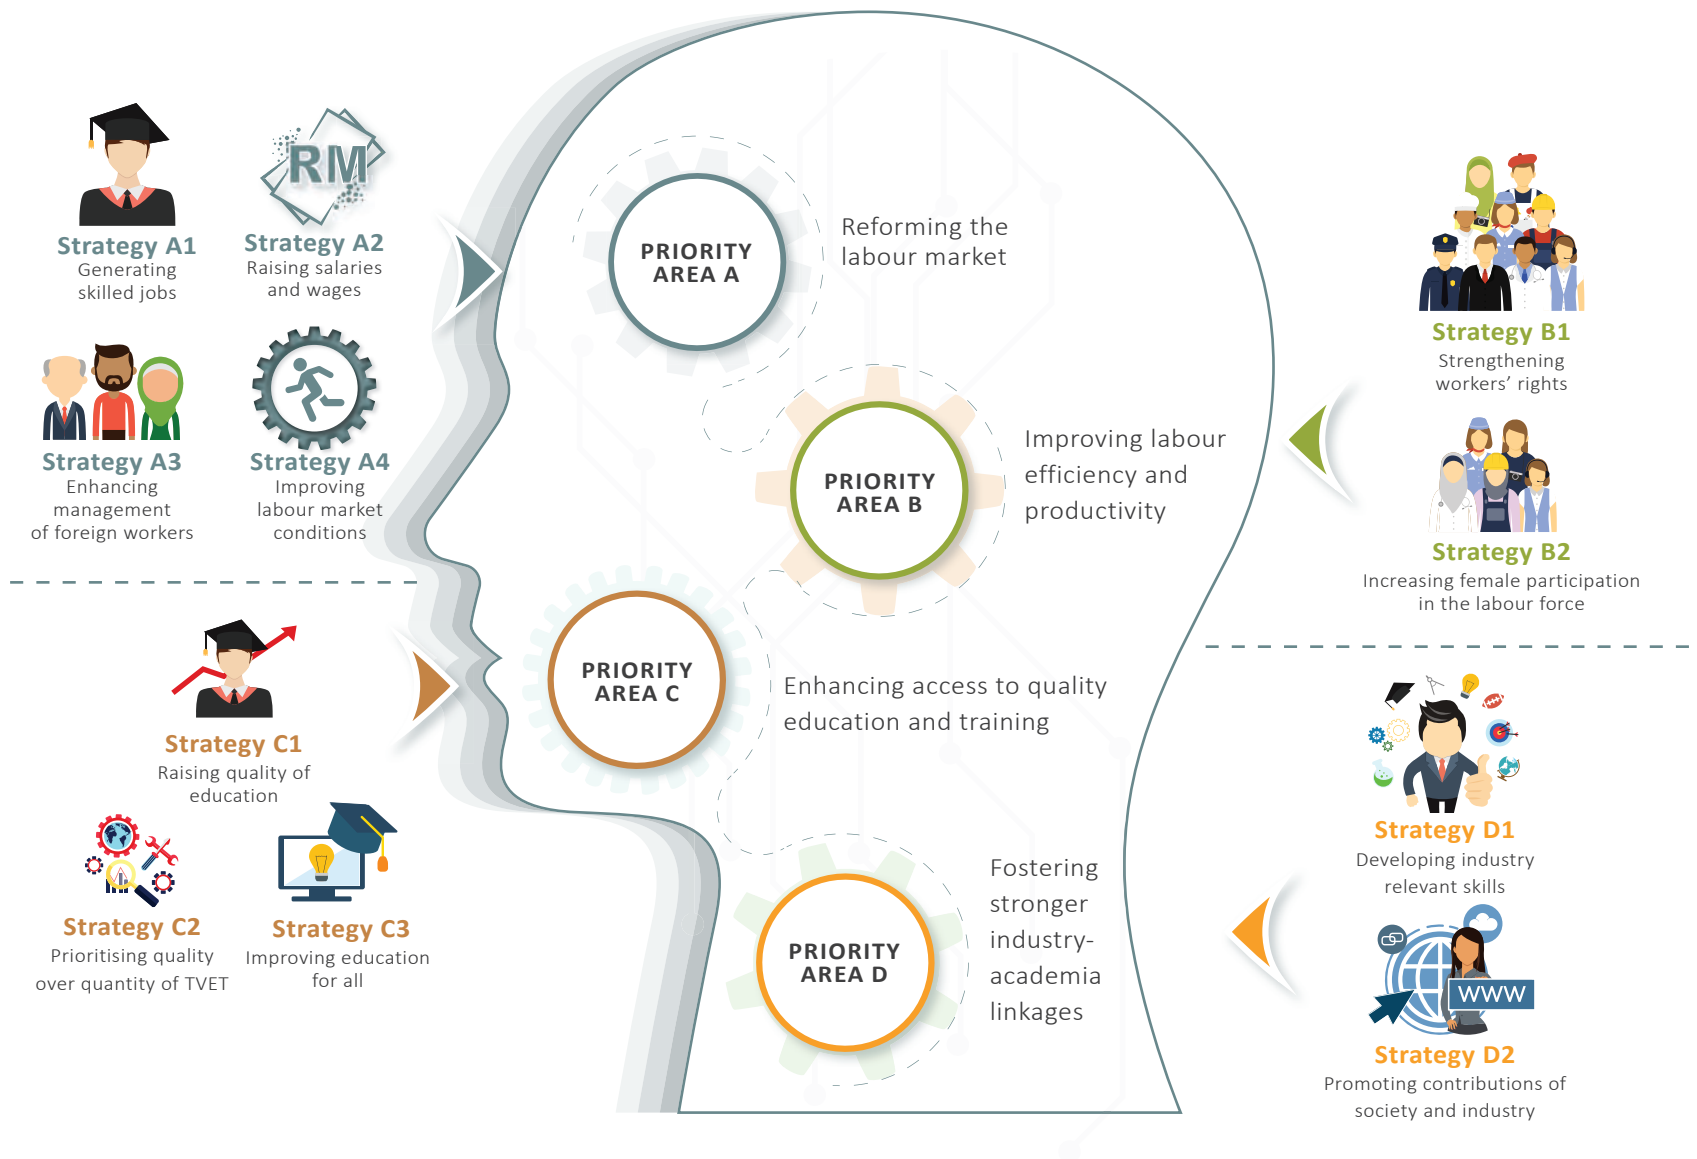 RM
Strategy A1
Generating
skilled jobs
Strategy A2
Raising salaries
and wages
Strategy A3
Enhancing
management
of foreign workers
Strategy A4
Improving
labour market
conditions
PRIORITY
AREA A
Reforming the
labour market
PRIORITY
AREA B
Improving labour
efficiency and
productivity
Strategy B1
Strengthening
workers’ rights
Strategy B2
Increasing female participation
in the labour force
Strategy C1
Raising quality of
education
Strategy C2
Prioritising quality
over quantity of TVET
Strategy C3
Improving education
for all
PRIORITY
AREA C
Enhancing access to quality
education and training
PRIORITY
AREA D
Fostering
stronger
industry-
academia
linkages
Strategy D1
Developing industry
relevant skills
WWW
Strategy D2
Promoting contributions of
society and industry